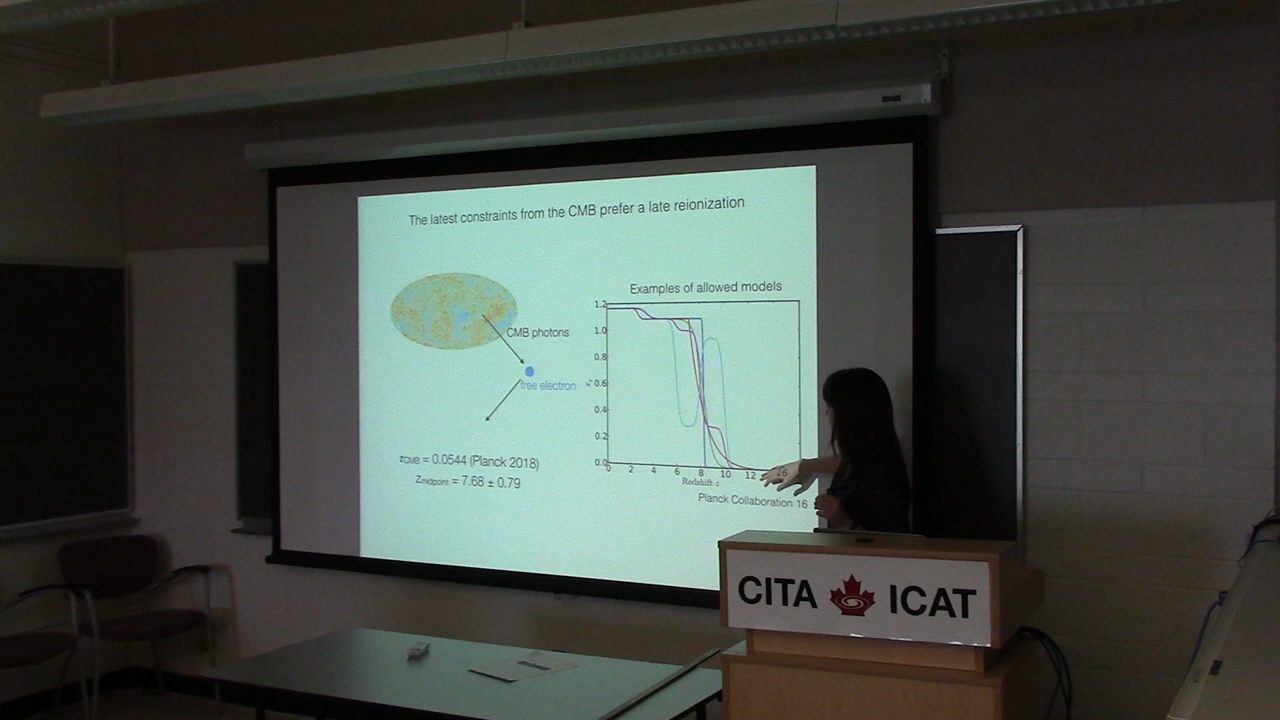 The latest constraints from the CMB prefer a late reionization
CMB photons
free electron
τCMB = 0.0544 (Planck 2018)
zmidpoint = 7.68 ± 0.79
Examples of allowed models
1.2
1.0
0.8
0.6
0.4
0.2
0.0
0 2 4 6 8 10 12 16
Redshift z
Planck Collaboration 16
CITA ICAT